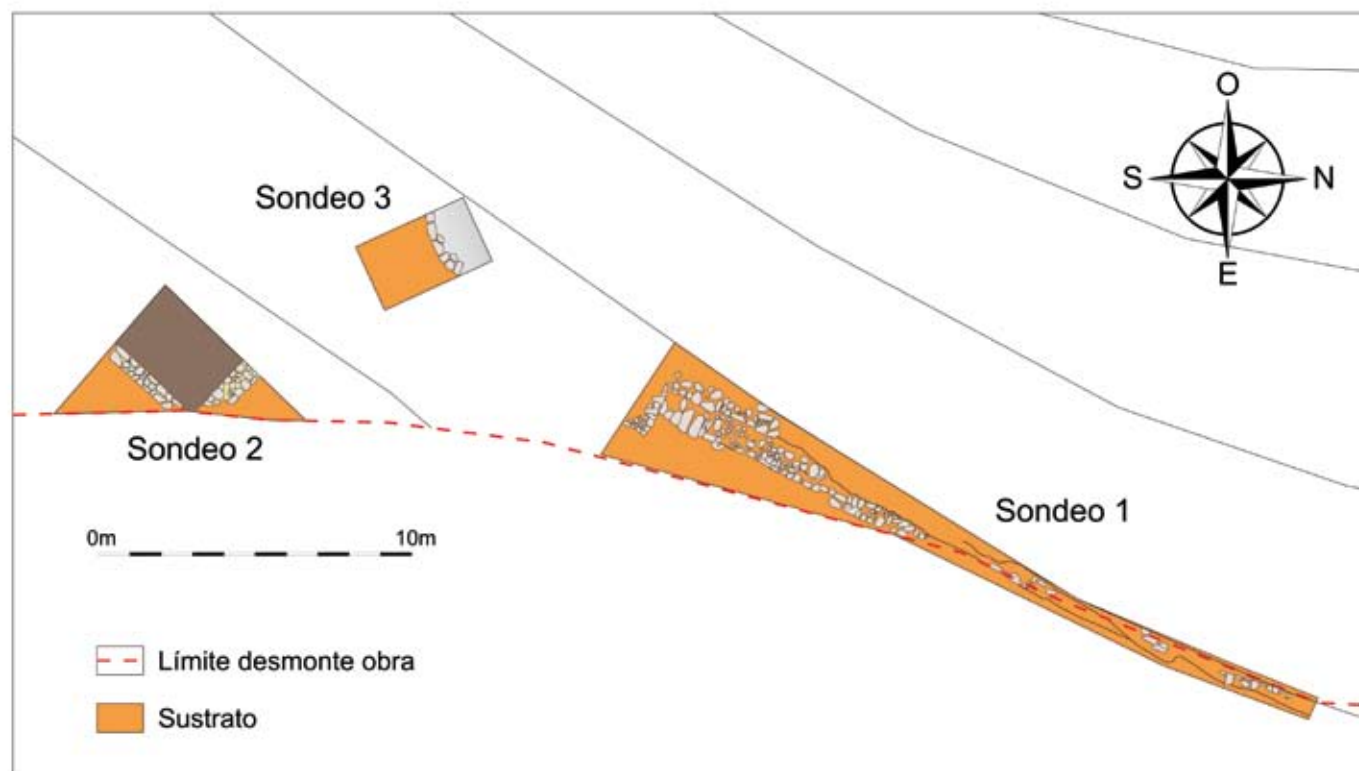 O
S
N
E
Sondeo 3
Sondeo 2
Sondeo 1
0m 10m
Límite desmonte obra
Sustrato